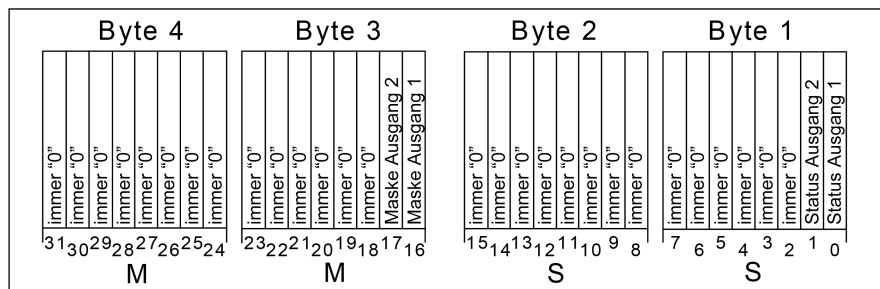 Byte 4 Byte 3 Byte 2 Byte 1
immer “0” immer “0” immer “0” immer “0” immer “0” immer “0” immer “0” immer “0” immer “0” immer “0” immer “0” immer “0” immer “0” immer “0” Maske Ausgang 2 Maske Ausgang 1 immer “0” immer “0” immer “0” immer “0” immer “0” immer “0” immer “0” immer “0” immer “0” immer “0” immer “0” immer “0” immer “0” immer “0” Status Ausgang 2 Status Ausgang 1
31 30 29 28 27 26 25 24 23 22 21 20 19 18 17 16 15 14 13 12 11 10 9 8 7 6 5 4 3 2 1 0
M M S S